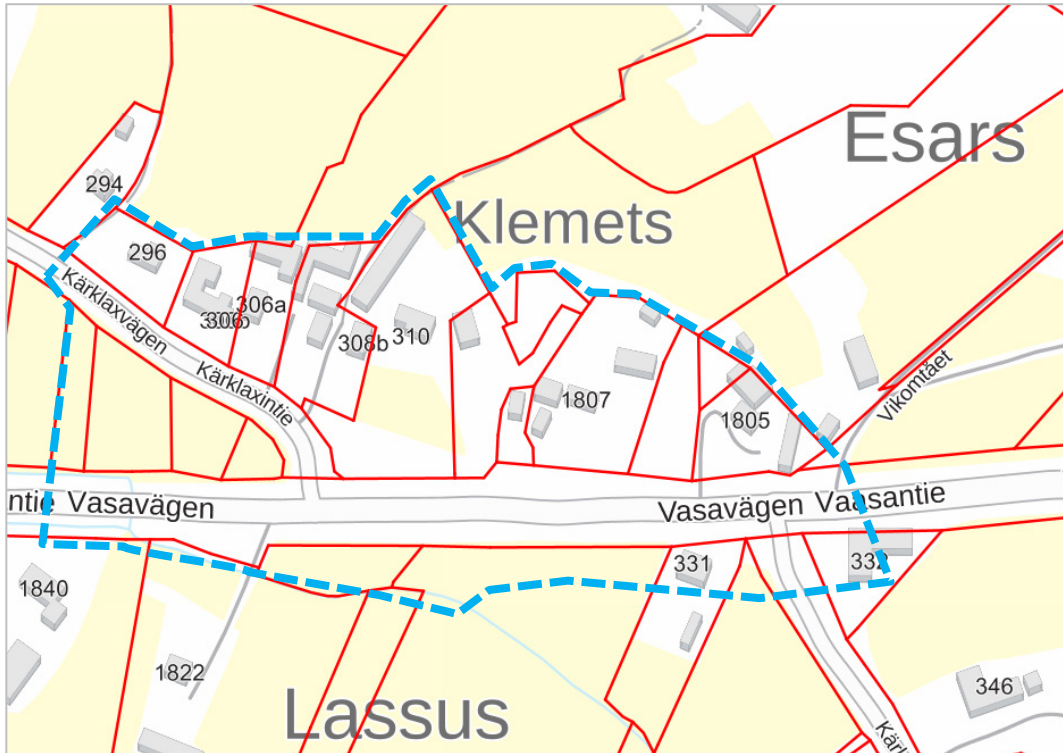 Esars
Klemets
294
296
306a
306
308b
310
Kärklaxvägen
Kärklaxintie
1807
1805
Vikomtået
ntie Vasavägen
Vasavägen Vaasantie
331
332
1840
1822
346
Lassus
Kärk